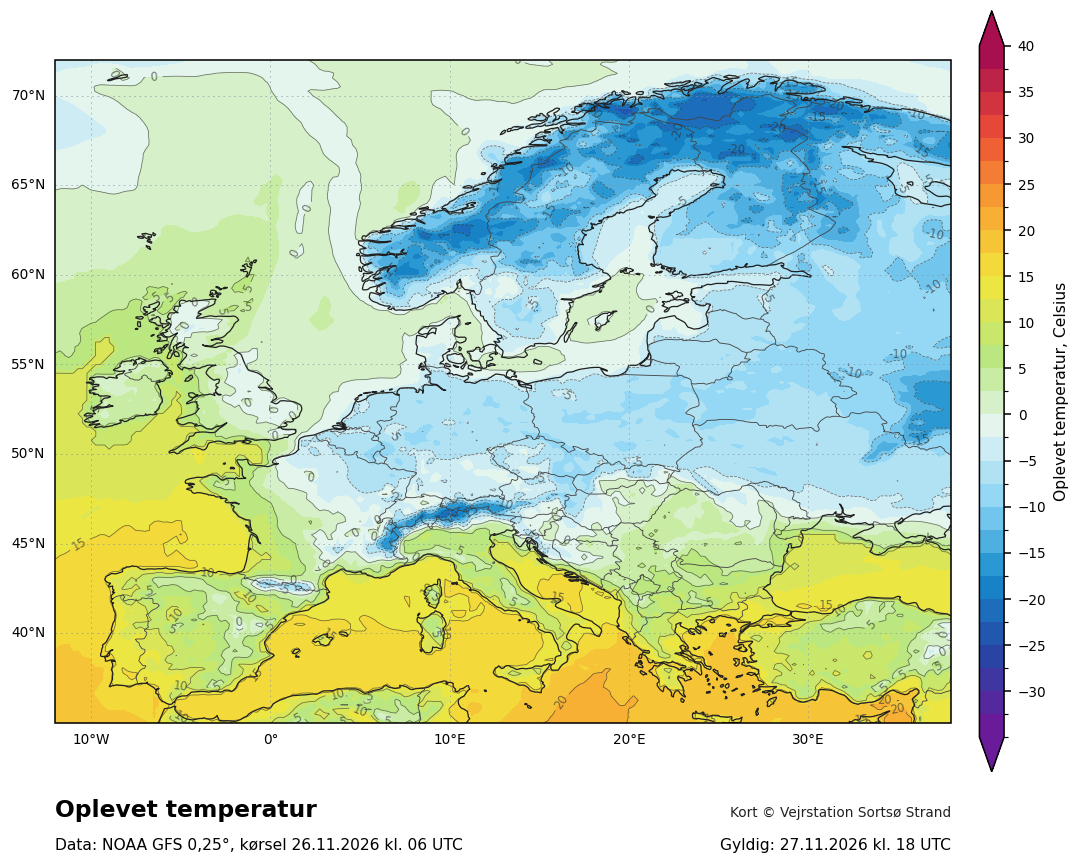 70°N
65°N
60°N
55°N
50°N
45°N
40°N
10°W
0°
10°E
20°E
30°E
40
35
30
25
20
15
10
5
0
−5
−10
−15
−20
−25
−30
Oplevet temperatur, Celsius
Oplevet temperatur
Kort © Vejrstation Sortsø Strand
Data: NOAA GFS 0,25°, kørsel 26.11.2026 kl. 06 UTC
Gyldig: 27.11.2026 kl. 18 UTC